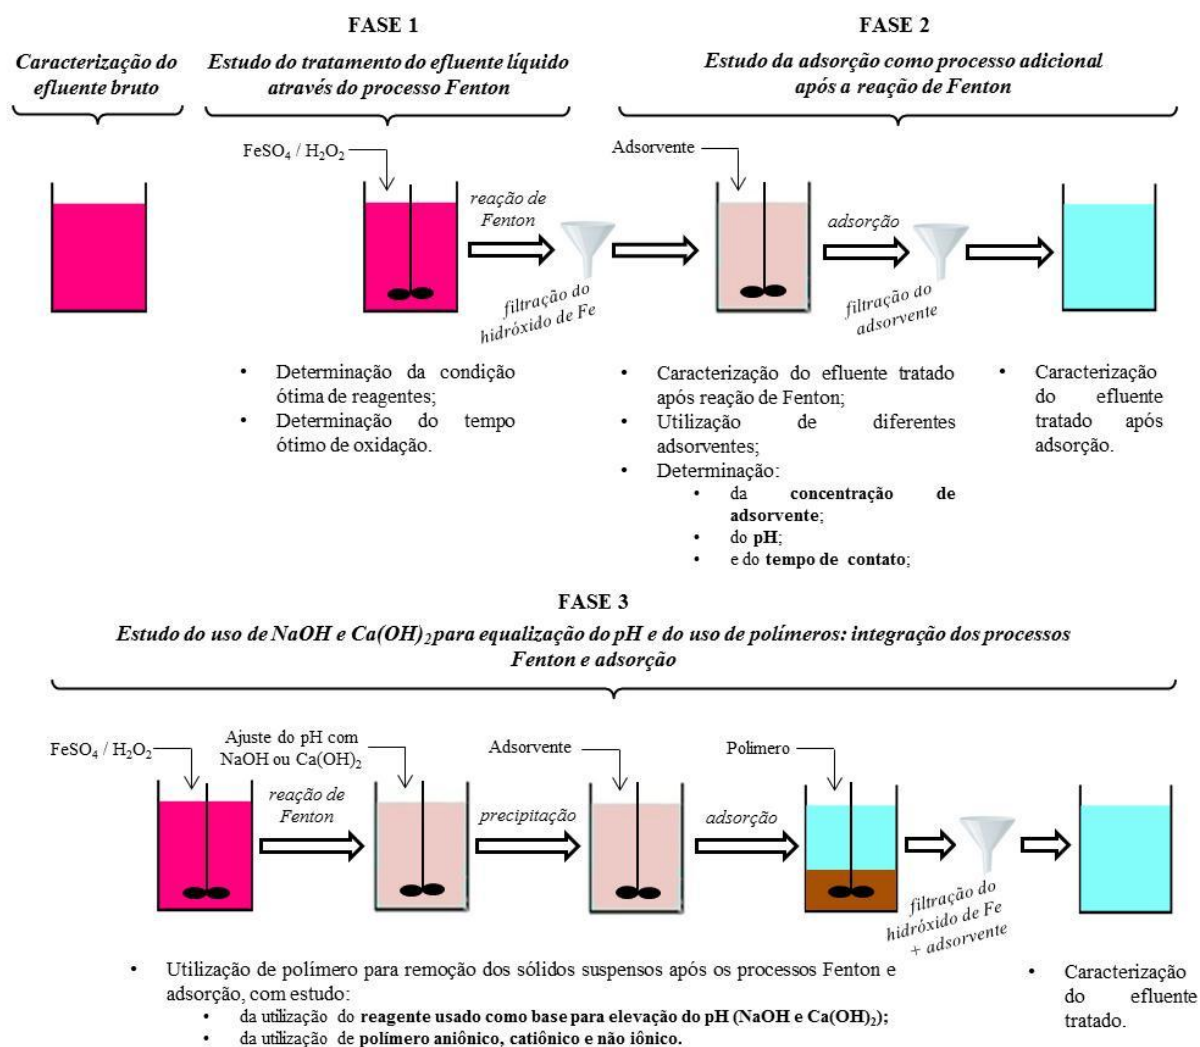 FASE 1
Caracterização do
efluente bruto
Estudo do tratamento do efluente líquido
através do processo Fenton
FeSO₄ / H₂O₂
reação de
Fenton
filtração do
hidróxido de Fe
• Determinação da condição
ótima de reagentes;
• Determinação do tempo
ótimo de oxidação.
FASE 2
Estudo da adsorção como processo adicional
após a reação de Fenton
Adsorvente
adsorção
filtração do
adsorvente
• Caracterização do efluente tratado
após reação de Fenton;
• Utilização de diferentes
adsorventes;
• Determinação:
• da concentração de
adsorvente;
• do pH;
• e do tempo de contato;
• Caracterização
do efluente
tratado após
adsorção.
FASE 3
Estudo do uso de NaOH e Ca(OH)₂ para equalização do pH e do uso de polímeros: integração dos processos
Fenton e adsorção
FeSO₄ / H₂O₂
reação de
Fenton
Ajuste do pH com
NaOH ou Ca(OH)₂
precipitação
Adsorvente
adsorção
Polímero
filtração do
hidróxido de Fe
+ adsorvente
• Utilização de polímero para remoção dos sólidos suspensos após os processos Fenton e
adsorção, com estudo:
• da utilização do reagente usado como base para elevação do pH (NaOH e Ca(OH)₂);
• da utilização de polímero aniônico, catiônico e não iônico.
• Caracterização
do efluente
tratado.